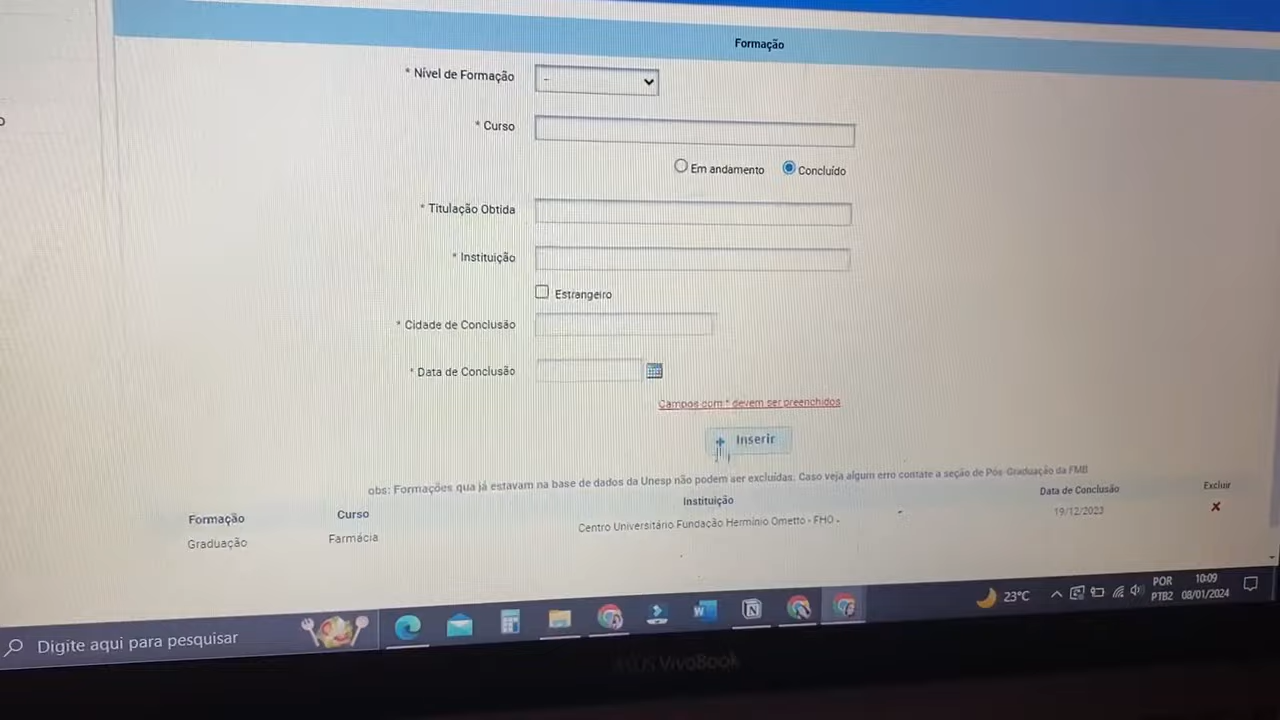 Formação
* Nível de Formação
--
* Curso
Em andamento
Concluído
* Titulação Obtida
* Instituição
Estrangeiro
* Cidade de Conclusão
* Data de Conclusão
Campos com * devem ser preenchidos
Inserir
obs: Formações qua já estavam na base de dados da Unesp não podem ser excluídas. Caso veja algum erro contate a seção de Pós-Graduação da FMB
Formação Curso Instituição Data de Conclusão Excluir
Graduação Farmácia Centro Universitário Fundação Hermínio Ometto - FHO - 19/12/2023
Digite aqui para pesquisar
23°C
POR
PTB2
10:09
08/01/2024
ASUS VivoBook